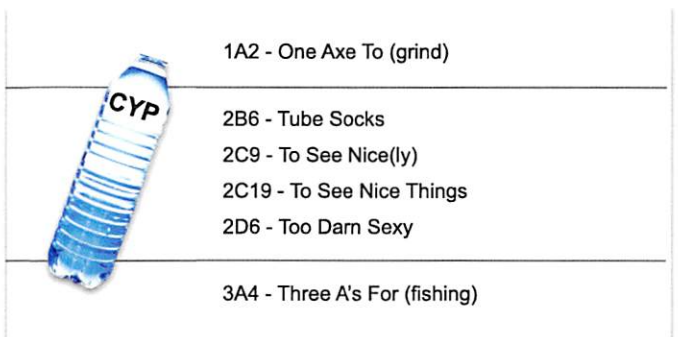 1A2 - One Axe To (grind)
CYP
2B6 - Tube Socks
2C9 - To See Nice(ly)
2C19 - To See Nice Things
2D6 - Too Darn Sexy
3A4 - Three A's For (fishing)